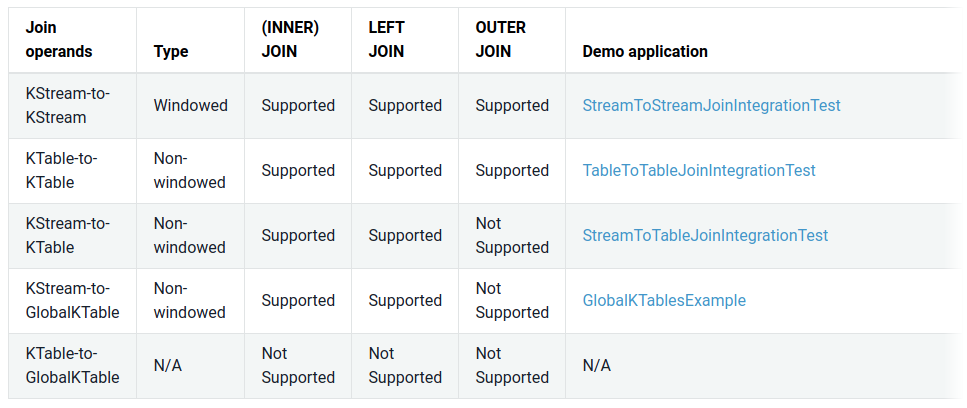 Join operands Type (INNER) JOIN LEFT JOIN OUTER JOIN Demo application
KStream-to-KStream Windowed Supported Supported Supported StreamToStreamJoinIntegrationTest
KTable-to-KTable Non-windowed Supported Supported Supported TableToTableJoinIntegrationTest
KStream-to-KTable Non-windowed Supported Supported Not Supported StreamToTableJoinIntegrationTest
KStream-to-GlobalKTable Non-windowed Supported Supported Not Supported GlobalKTablesExample
KTable-to-GlobalKTable N/A Not Supported Not Supported Not Supported N/A